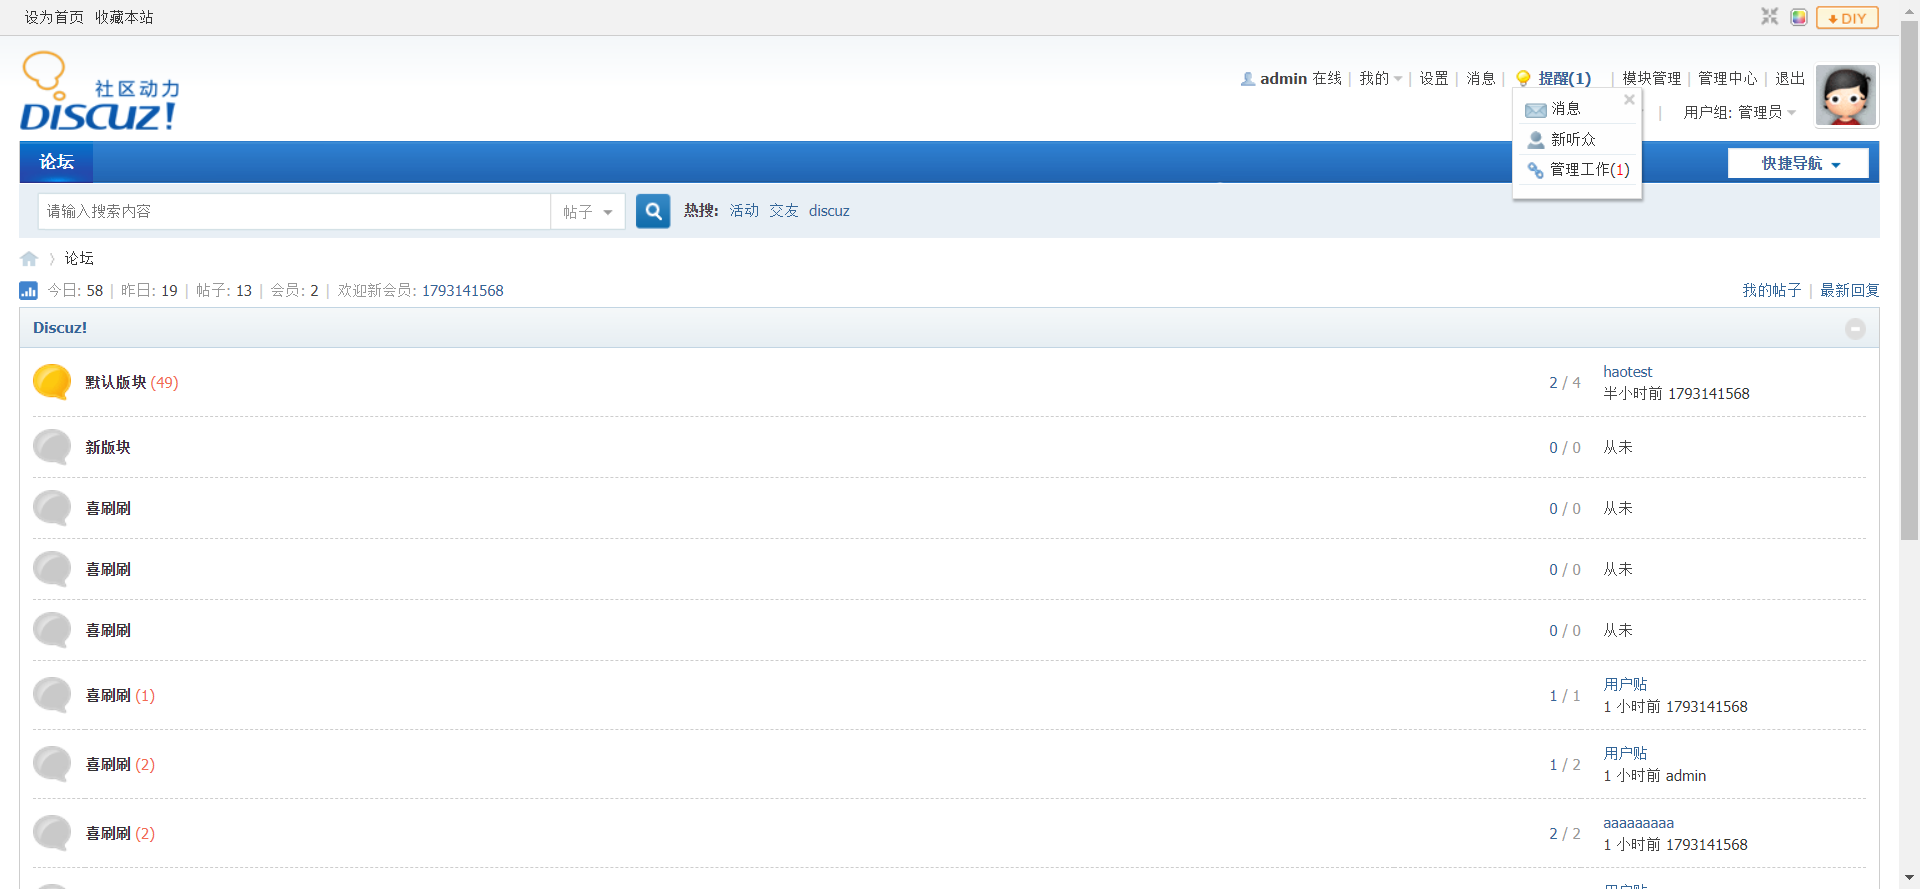 设为首页 收藏本站
DIY
社区动力
DISCUZ!
admin 在线 | 我的 | 设置 | 消息 | 提醒(1) | 模块管理 | 管理中心 | 退出
| 用户组: 管理员
消息
新听众
管理工作(1)
论坛
快捷导航
请输入搜索内容 帖子 热搜: 活动 交友 discuz
论坛
今日: 58 | 昨日: 19 | 帖子: 13 | 会员: 2 | 欢迎新会员: 1793141568 我的帖子 | 最新回复
Discuz!
默认版块 (49) 2 / 4 haotest
半小时前 1793141568
新版块 0 / 0 从未
喜刷刷 0 / 0 从未
喜刷刷 0 / 0 从未
喜刷刷 0 / 0 从未
喜刷刷 (1) 1 / 1 用户贴
1 小时前 1793141568
喜刷刷 (2) 1 / 2 用户贴
1 小时前 admin
喜刷刷 (2) 2 / 2 aaaaaaaaa
1 小时前 1793141568